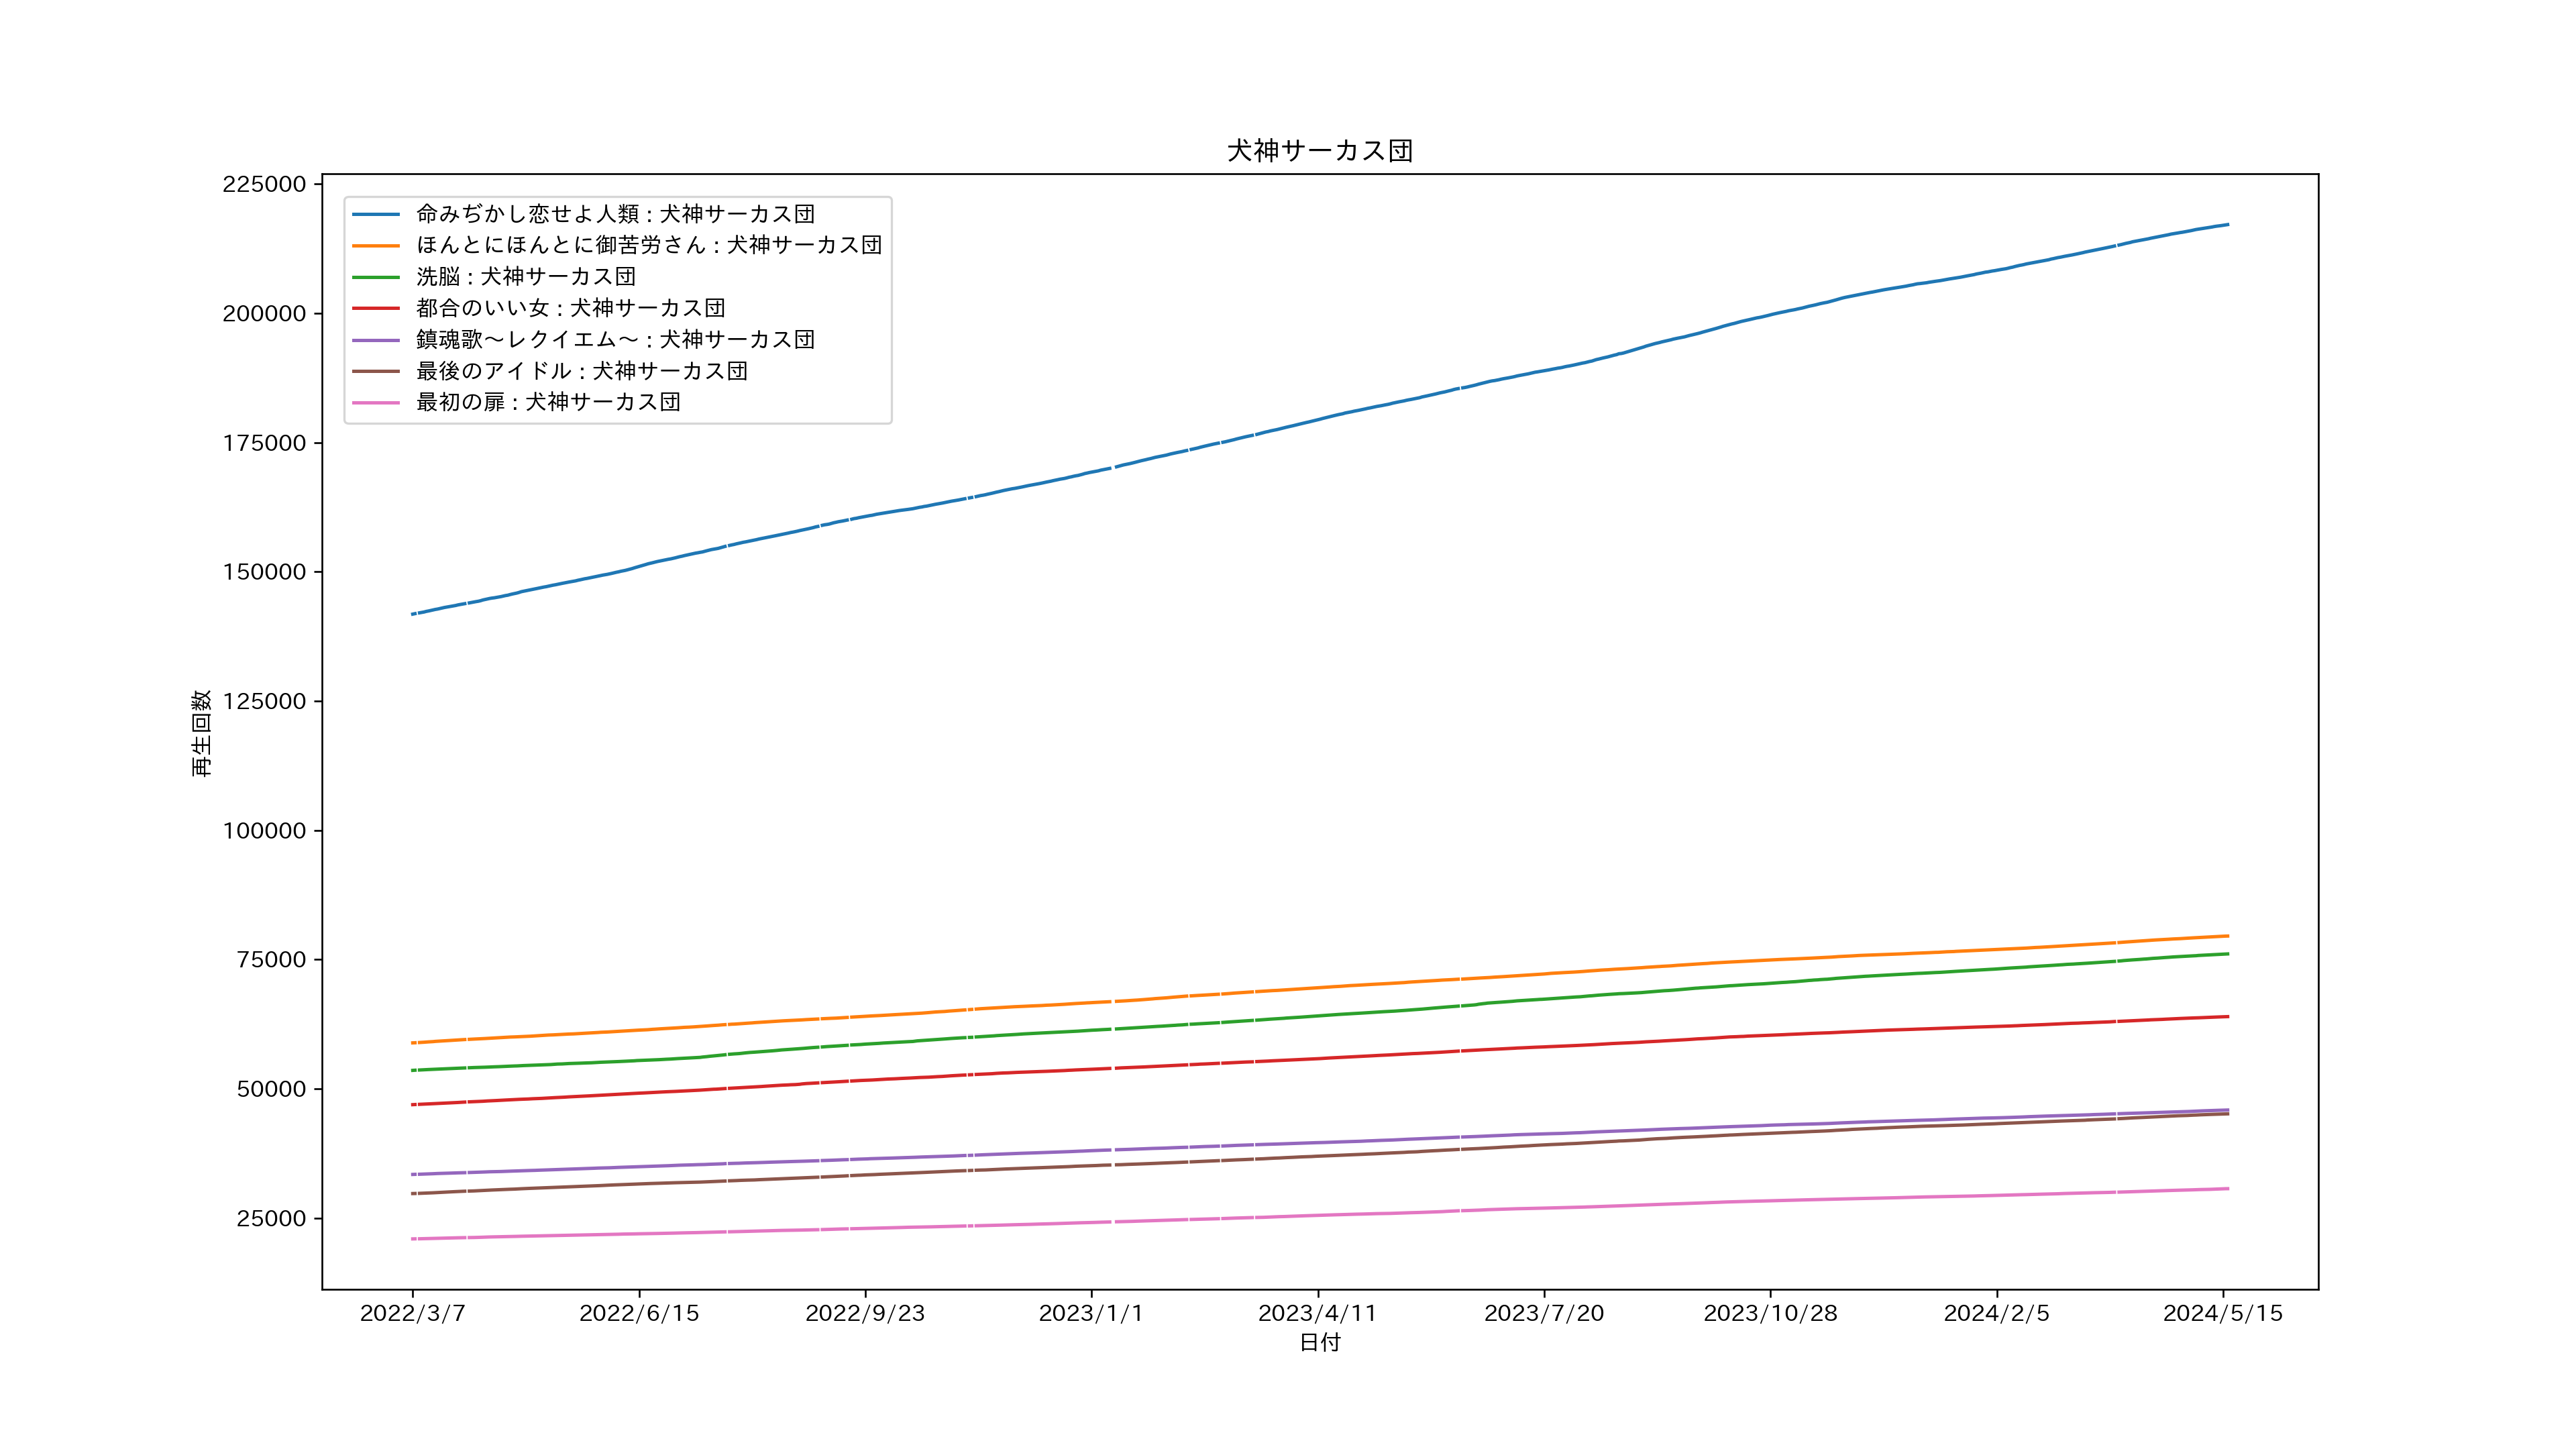 犬神サーカス団
225000
200000
175000
150000
125000
100000
75000
50000
25000
再生回数
命みぢかし恋せよ人類 : 犬神サーカス団
ほんとにほんとに御苦労さん : 犬神サーカス団
洗脳 : 犬神サーカス団
都合のいい女 : 犬神サーカス団
鎮魂歌〜レクイエム〜 : 犬神サーカス団
最後のアイドル : 犬神サーカス団
最初の扉 : 犬神サーカス団
2022/3/7 2022/6/15 2022/9/23 2023/1/1 2023/4/11 2023/7/20 2023/10/28 2024/2/5 2024/5/15
日付